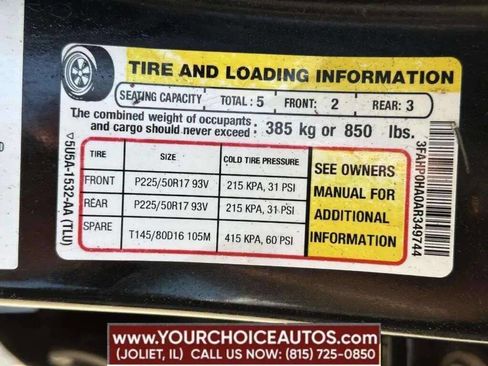 TIRE AND LOADING INFORMATION
SEATING CAPACITY TOTAL : 5 FRONT: 2 REAR: 3
The combined weight of occupants
and cargo should never exceed : 385 kg or 850 lbs.
TIRE SIZE COLD TIRE PRESSURE
FRONT P225/50R17 93V 215 KPA, 31 PSI
REAR P225/50R17 93V 215 KPA, 31 PSI
SPARE T145/80D16 105M 415 KPA, 60 PSI
SEE OWNERS
MANUAL FOR
ADDITIONAL
INFORMATION
5U5A-1532-AA (TLU)
3FAHP0HA0AR349744
WWW.YOURCHOICEAUTOS.COM
(JOLIET, IL) CALL US NOW: (815) 725-0850